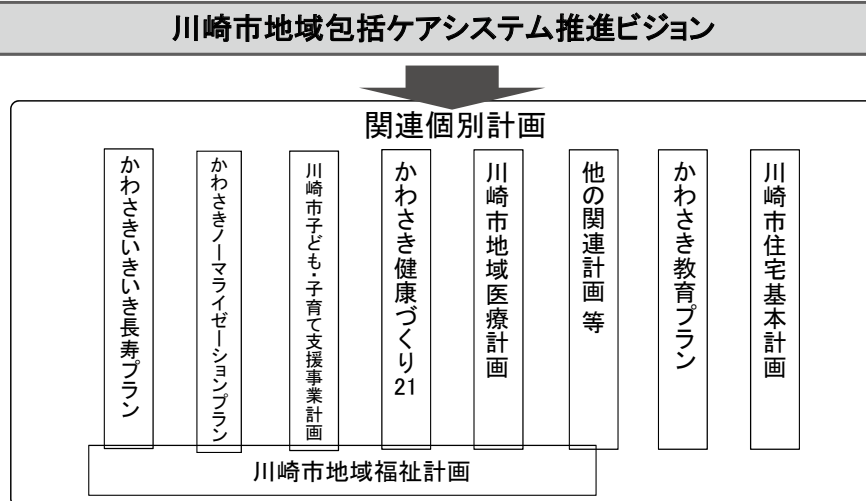 川崎市地域包括ケアシステム推進ビジョン
関連個別計画
かわさきいきいき長寿プラン
かわさきノーマライゼーションプラン
川崎市子ども・子育て支援事業計画
かわさき健康づくり21
川崎市地域医療計画
他の関連計画 等
かわさき教育プラン
川崎市住宅基本計画
川崎市地域福祉計画